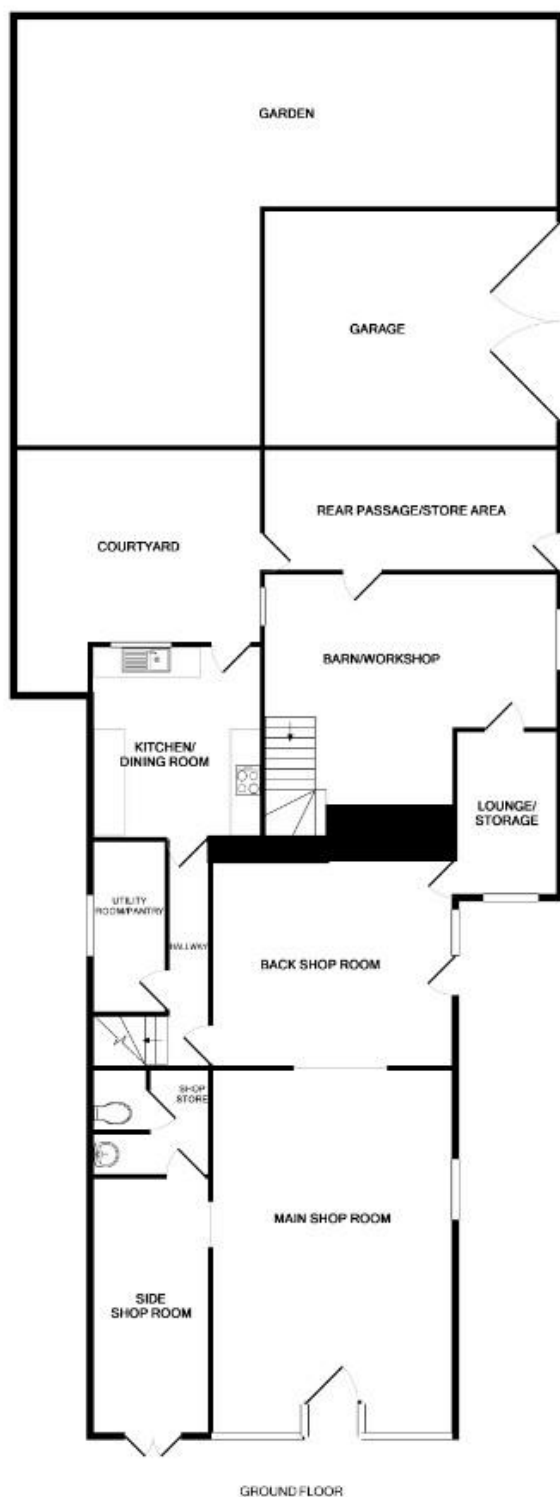 GARDEN
GARAGE
REAR PASSAGE/STORE AREA
COURTYARD
BARN/WORKSHOP
KITCHEN/
DINING ROOM
LOUNGE/
STORAGE
UTILITY
ROOM/PANTRY
HALLWAY
BACK SHOP ROOM
SHOP
STORE
MAIN SHOP ROOM
SIDE
SHOP ROOM
GROUND FLOOR